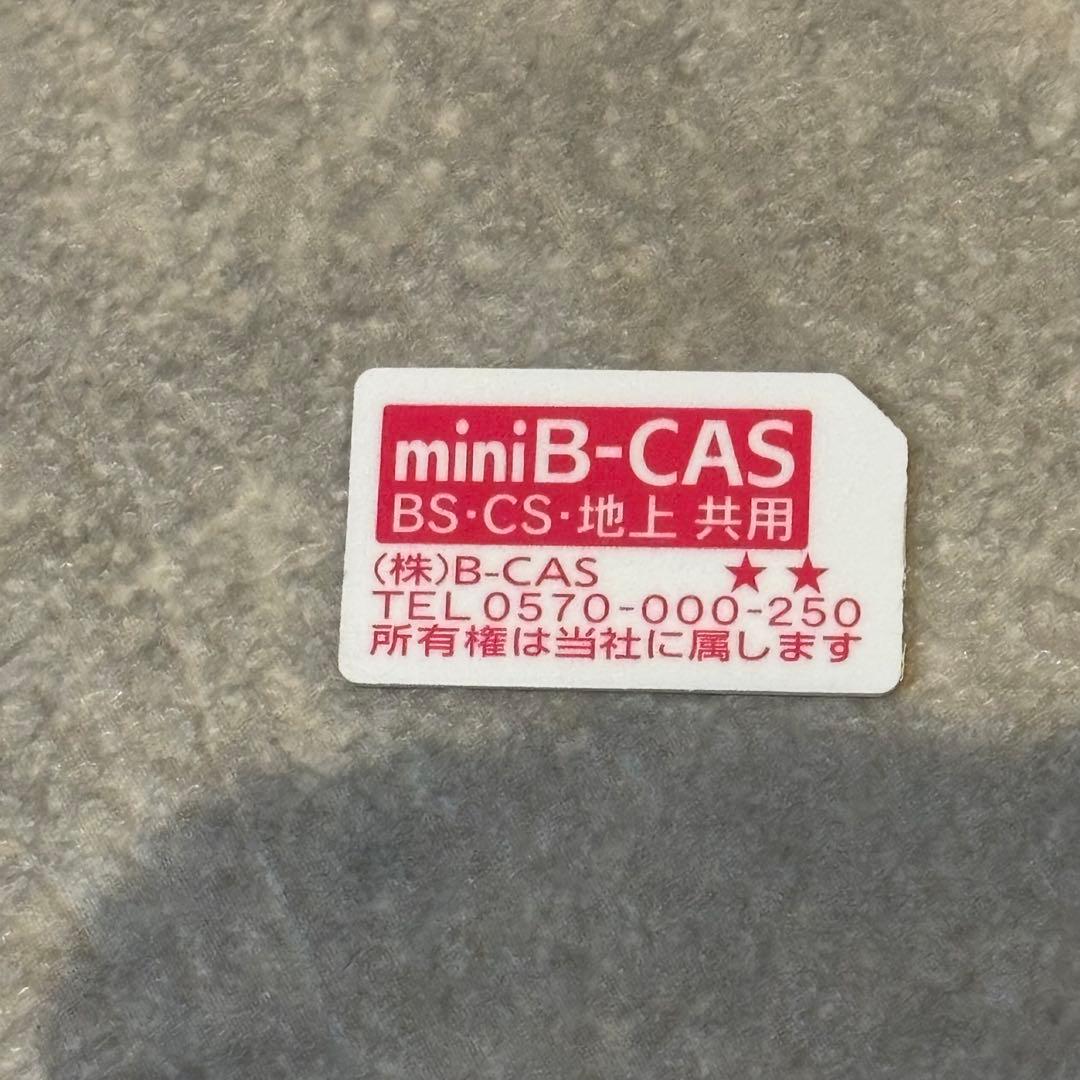 miniB-CAS
BS・CS・地上 共用
(株)B-CAS ★★
TEL 0570-000-250
所有権は当社に属します